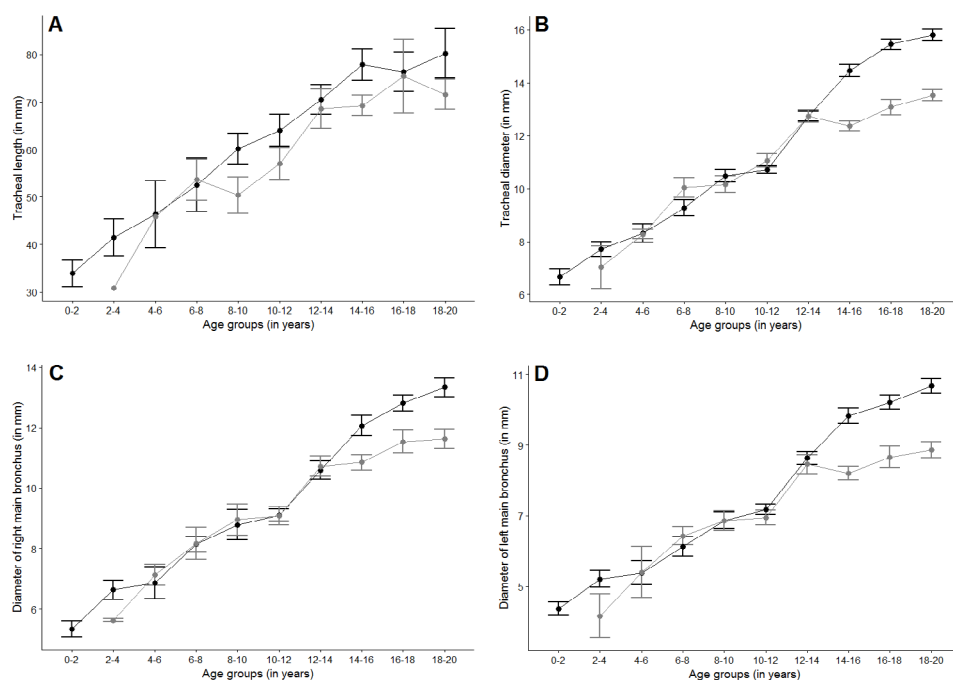 A
Tracheal length (in mm)
80
70
60
50
40
30
0-2 2-4 4-6 6-8 8-10 10-12 12-14 14-16 16-18 18-20
Age groups (in years)
B
Tracheal diameter (in mm)
16
14
12
10
8
6
0-2 2-4 4-6 6-8 8-10 10-12 12-14 14-16 16-18 18-20
Age groups (in years)
C
Diameter of right main bronchus (in mm)
14
12
10
8
6
0-2 2-4 4-6 6-8 8-10 10-12 12-14 14-16 16-18 18-20
Age groups (in years)
D
Diameter of left main bronchus (in mm)
11
9
7
5
0-2 2-4 4-6 6-8 8-10 10-12 12-14 14-16 16-18 18-20
Age groups (in years)